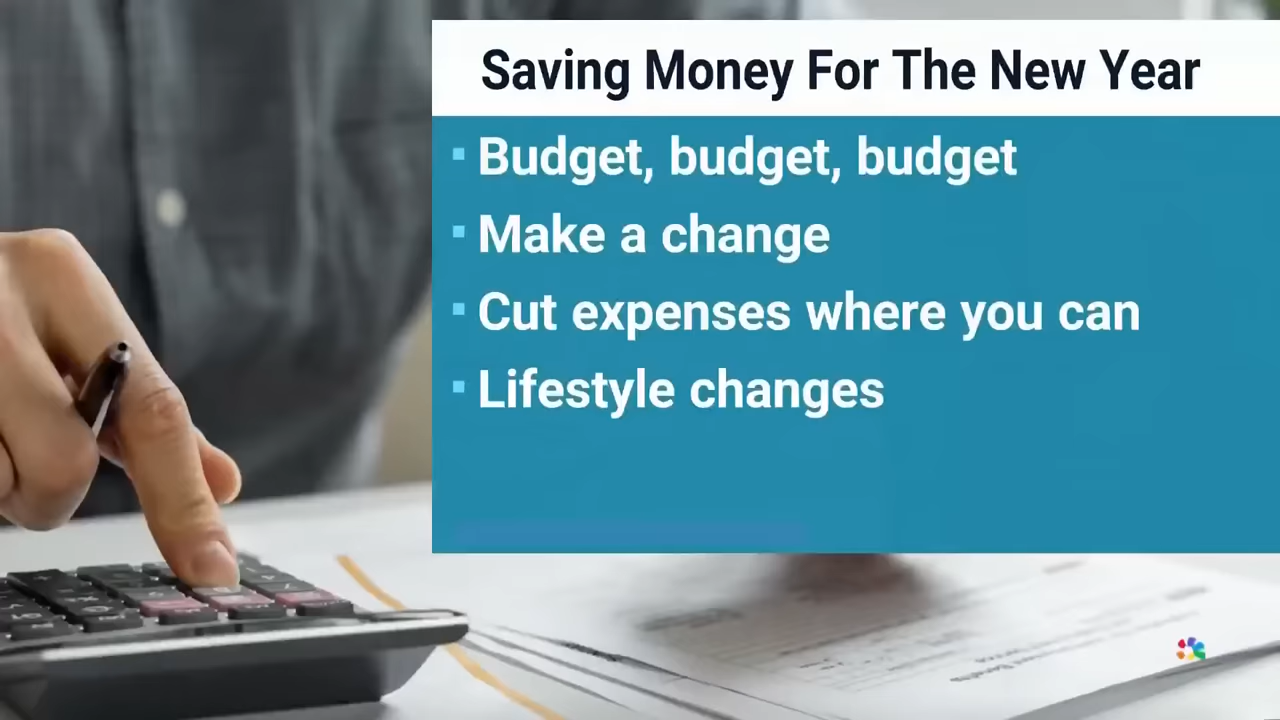 Saving Money For The New Year
Budget, budget, budget
Make a change
Cut expenses where you can
Lifestyle changes